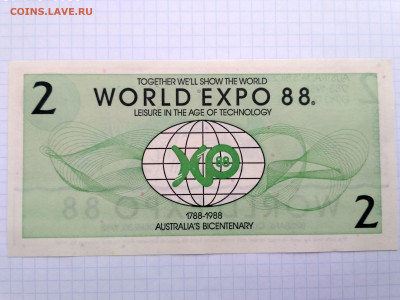 COINS.LAVE.RU
TOGETHER WE'LL SHOW THE WORLD
2 WORLD EXPO 88®
LEISURE IN THE AGE OF TECHNOLOGY
XPO
88
1788-1988
AUSTRALIA'S BICENTENARY
2